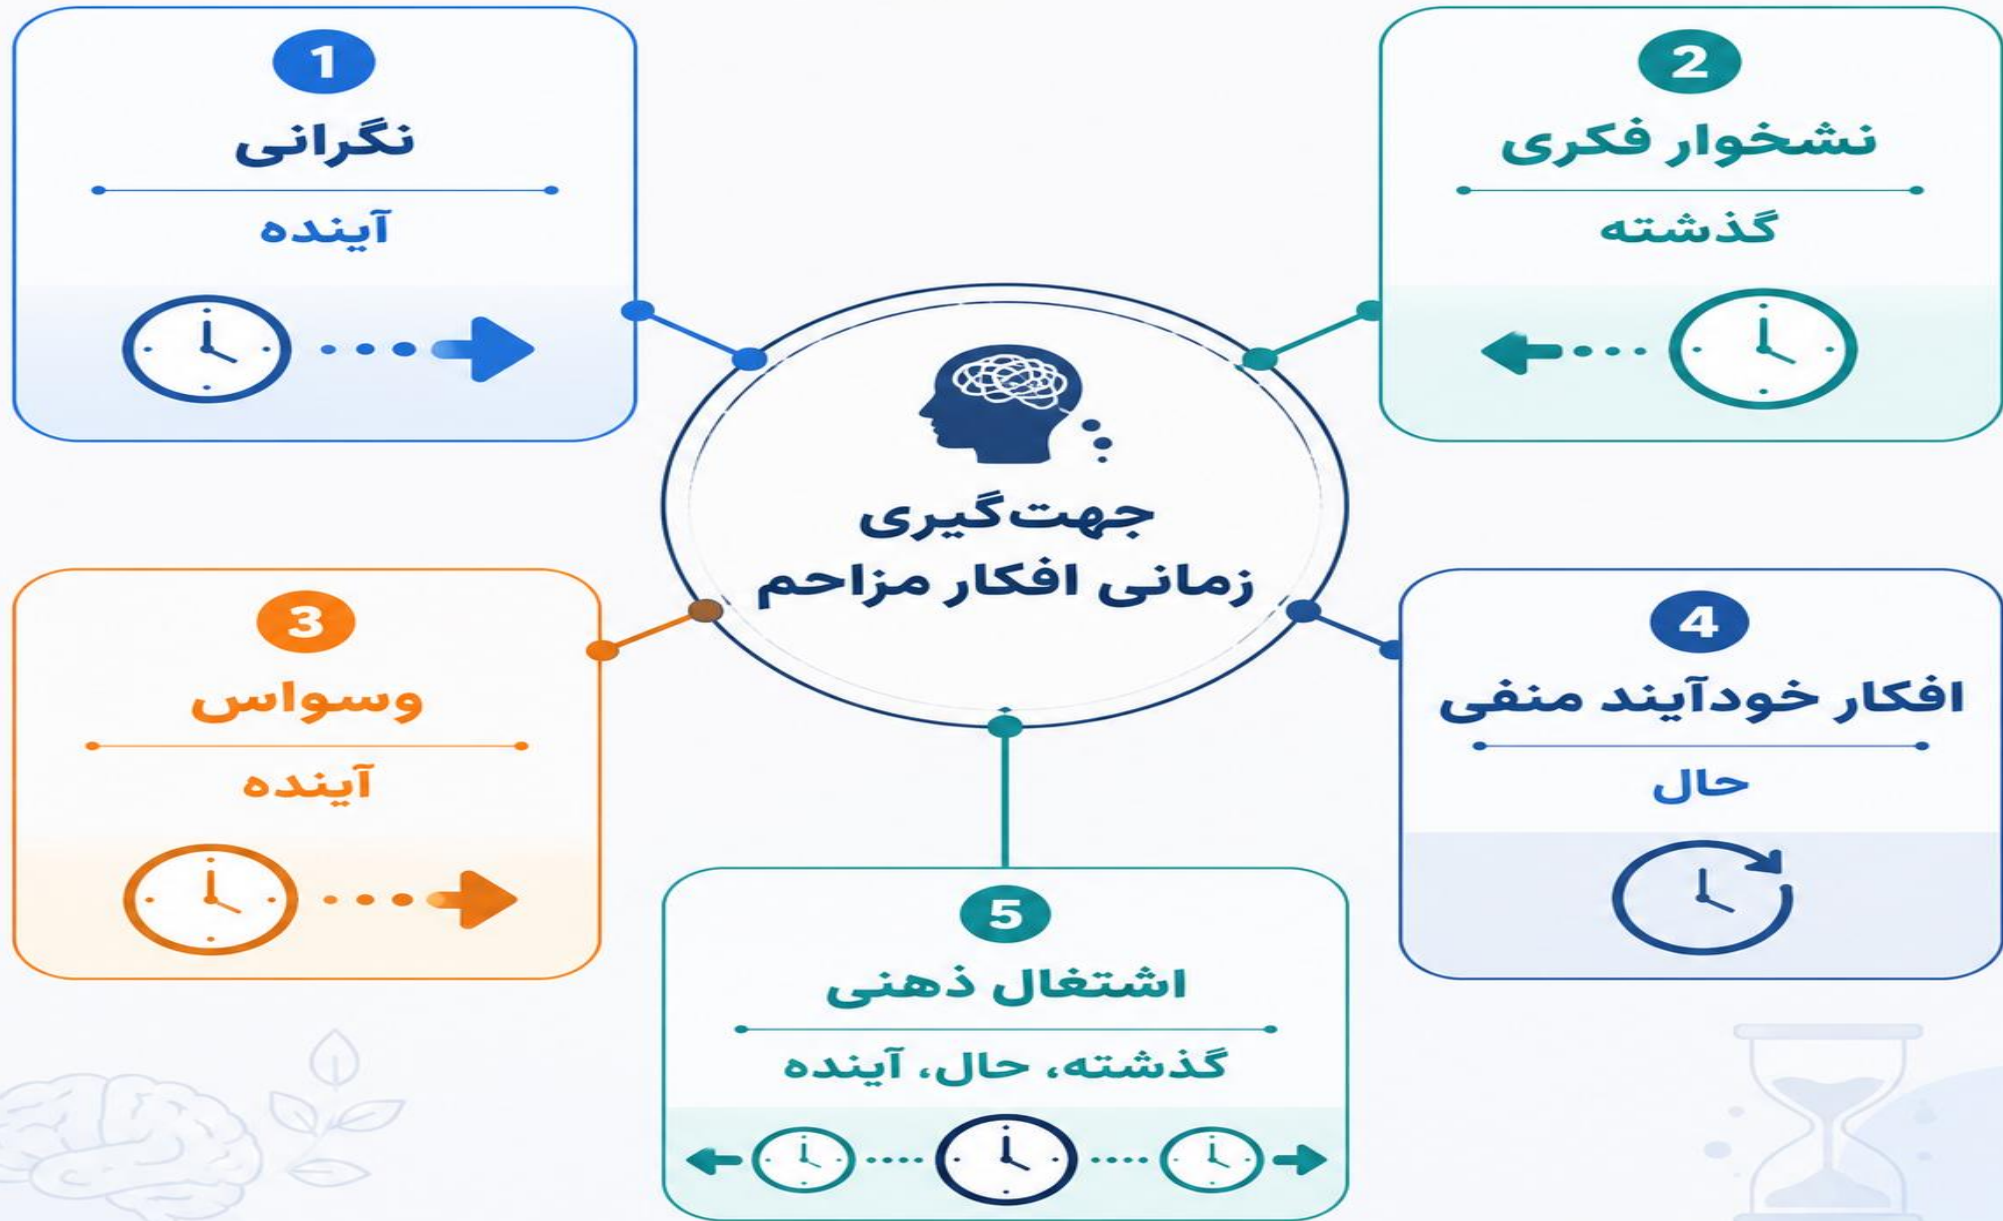 جهت‌گیری
زمانی افکار مزاحم
1
نگرانی
آینده
2
نشخوار فکری
گذشته
3
وسواس
آینده
4
افکار خودآیند منفی
حال
5
اشتغال ذهنی
گذشته، حال، آینده